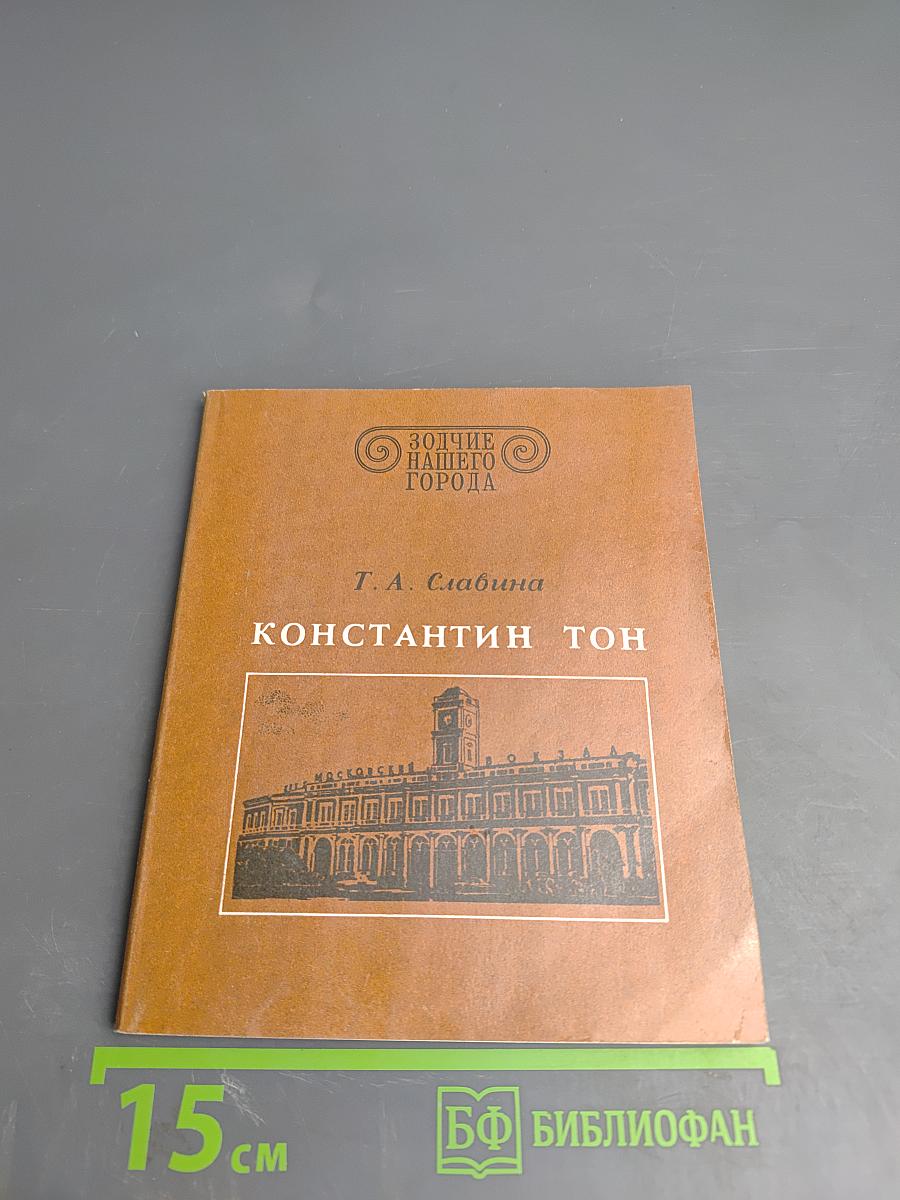 ЗОДЧИЕ
НАШЕГО
ГОРОДА
Т. А. Славина
КОНСТАНТИН ТОН
МОСКОВСКИЙ ВОКЗАЛ
15 см
БФ БИБЛИОФАН